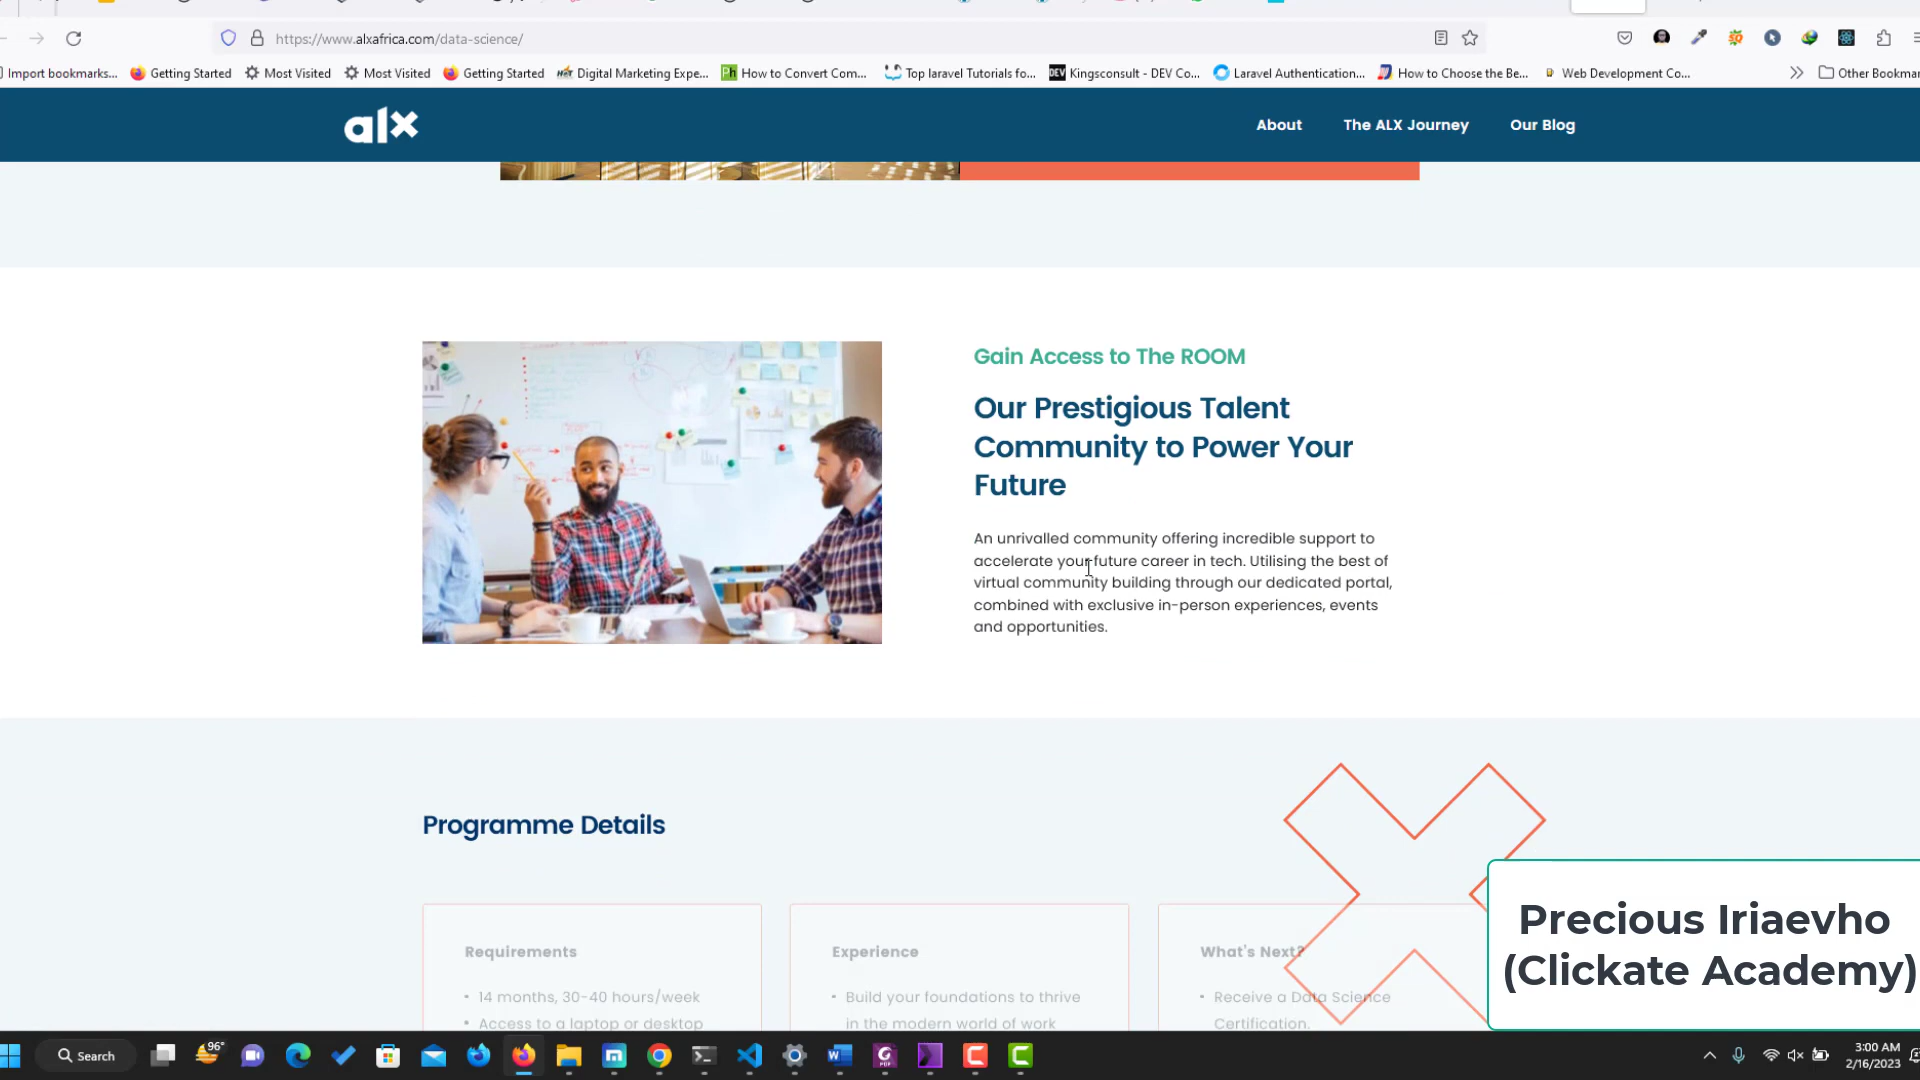 https://www.alxafrica.com/data-science/
Import bookmarks...
Getting Started
Most Visited
Most Visited
Getting Started
Digital Marketing Expe...
How to Convert Com...
Top laravel Tutorials fo...
Kingsconsult - DEV Co...
Laravel Authentication...
How to Choose the Be...
Web Development Co...
Other Bookmar
alx
About
The ALX Journey
Our Blog
Gain Access to The ROOM
Our Prestigious Talent
Community to Power Your
Future
An unrivalled community offering incredible support to
accelerate your future career in tech. Utilising the best of
virtual community building through our dedicated portal,
combined with exclusive in-person experiences, events
and opportunities.
Programme Details
Requirements
• 14 months, 30-40 hours/week
• Access to a laptop or desktop
Experience
• Build your foundations to thrive
in the modern world of work
What's Next?
• Receive a Data Science
Certification.
Precious Iriaevho
(Clickate Academy)
96°
Search
3:00 AM
2/16/2023